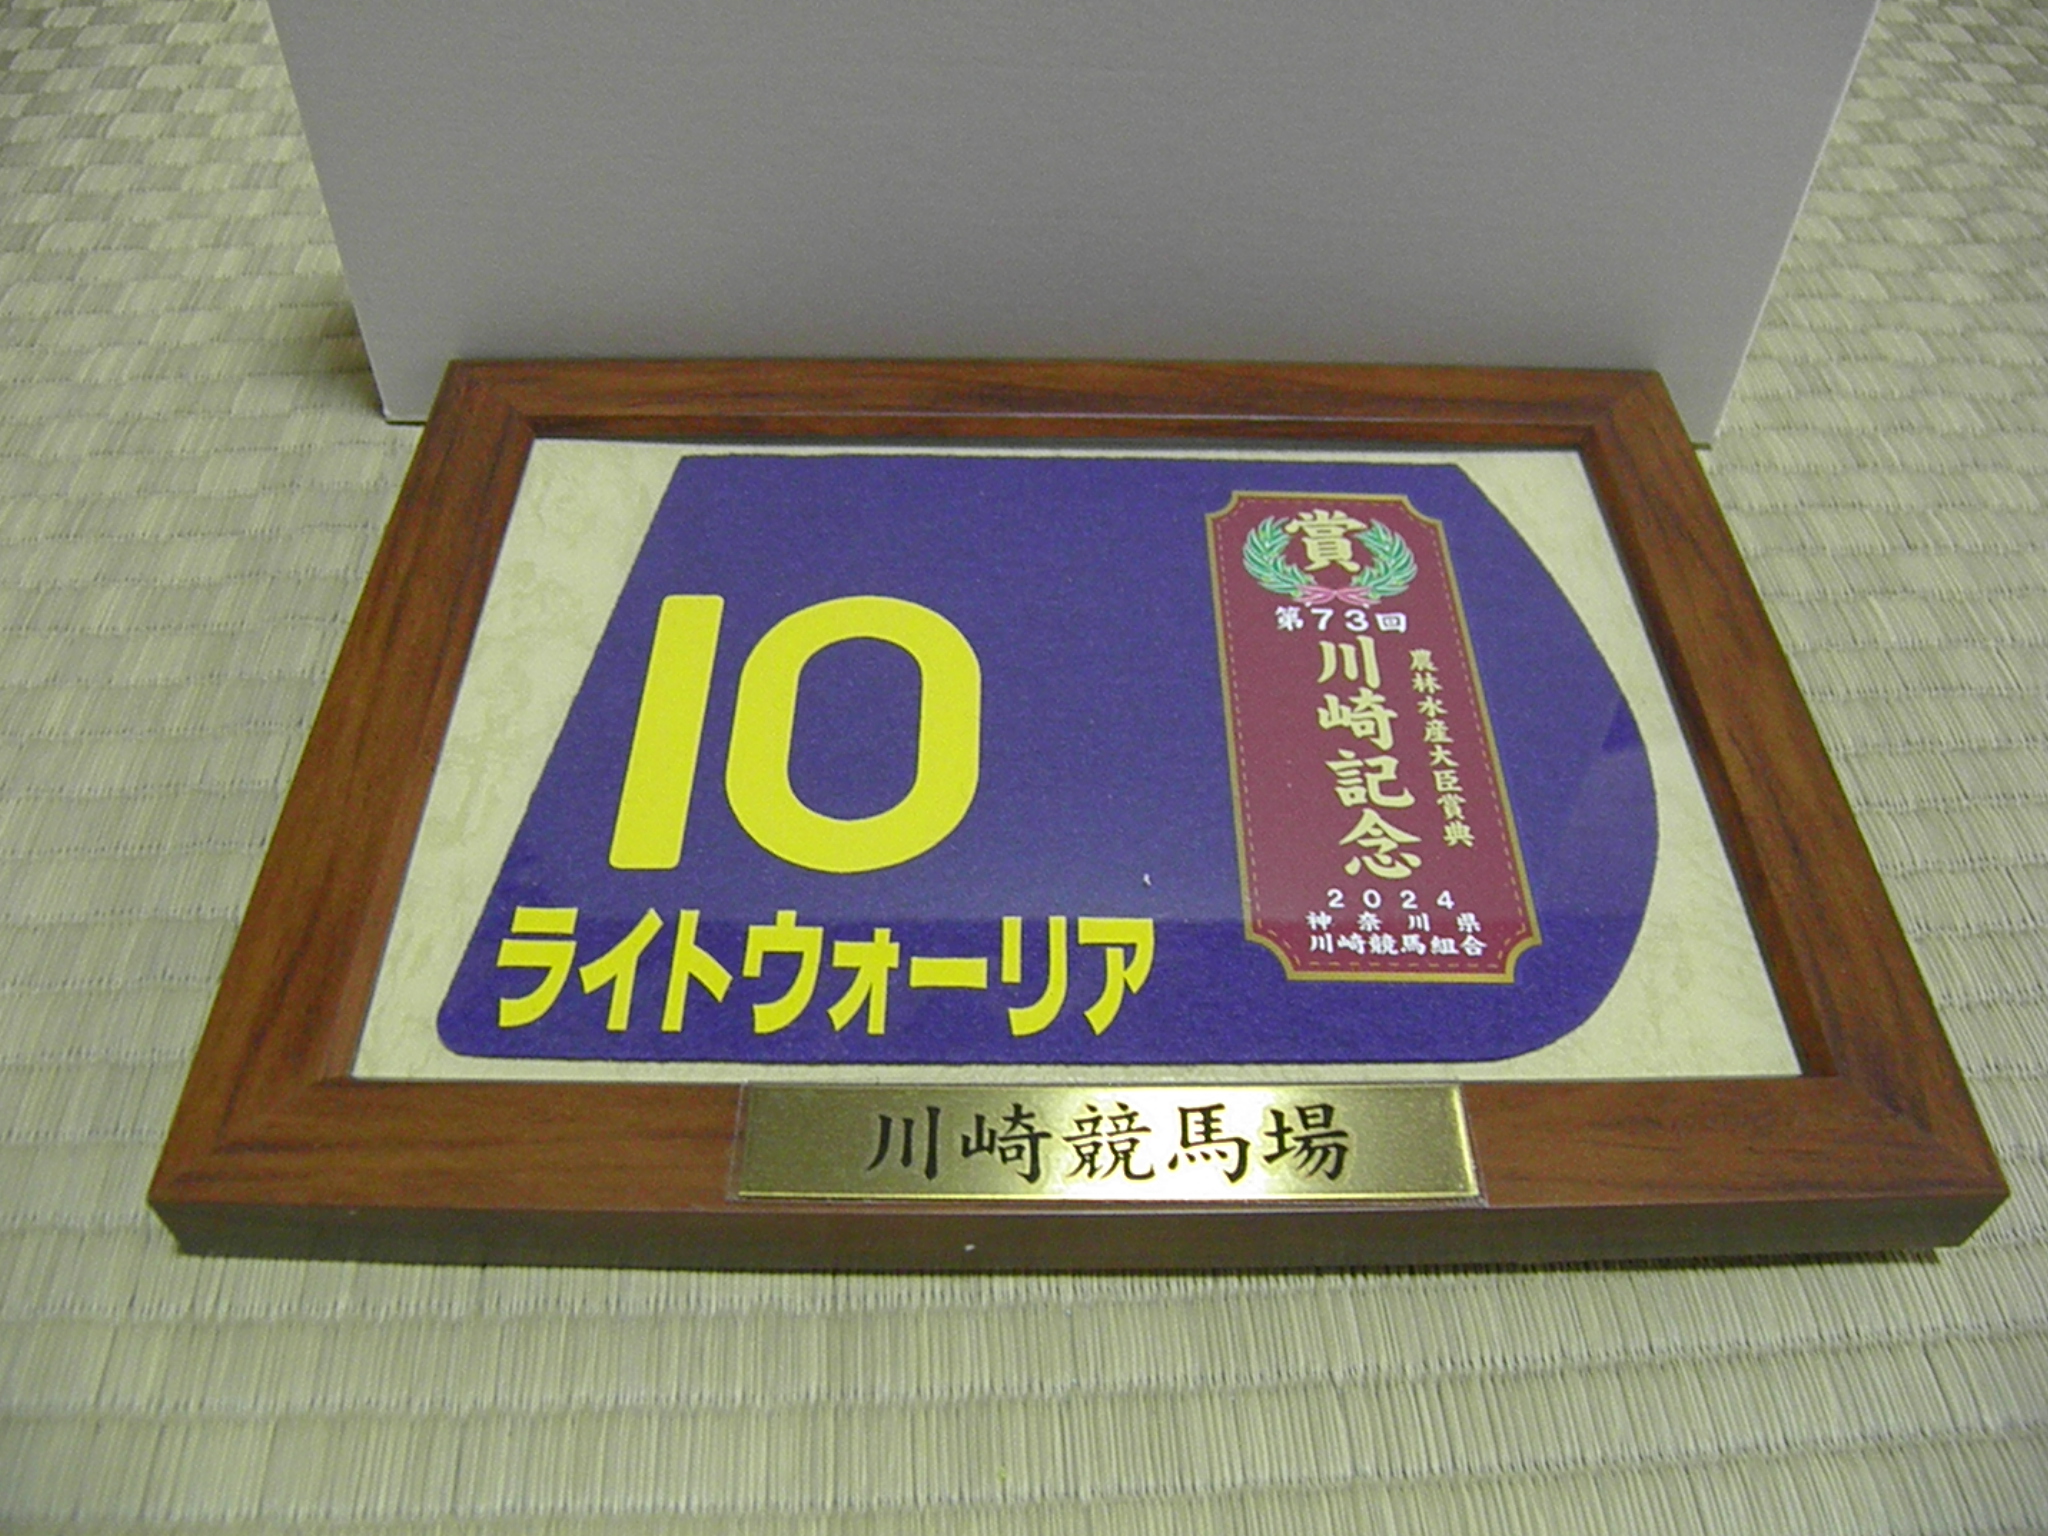 10
ライトウォーリア
賞
第73回
農林水産大臣賞典
川崎記念
2024
神奈川県
川崎競馬組合
川崎競馬場